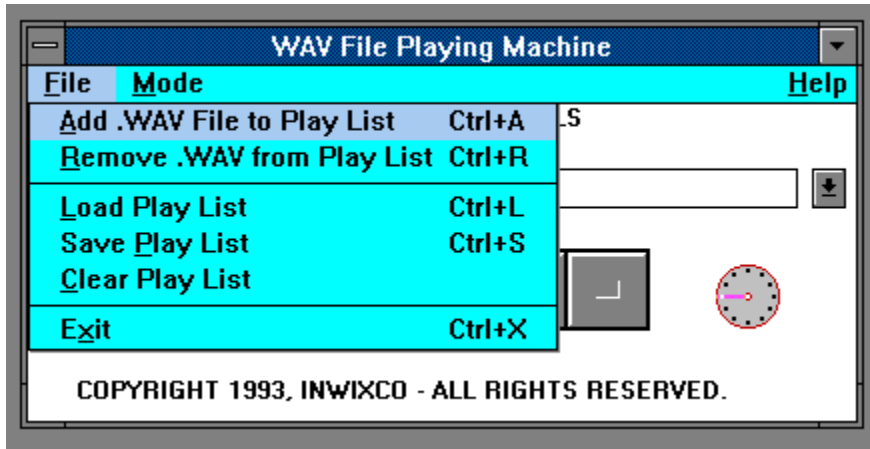 WAV File Playing Machine
File Mode Help
Add .WAV File to Play List Ctrl+A
Remove .WAV from Play List Ctrl+R
Load Play List Ctrl+L
Save Play List Ctrl+S
Clear Play List
Exit Ctrl+X
COPYRIGHT 1993, INWIXCO - ALL RIGHTS RESERVED.